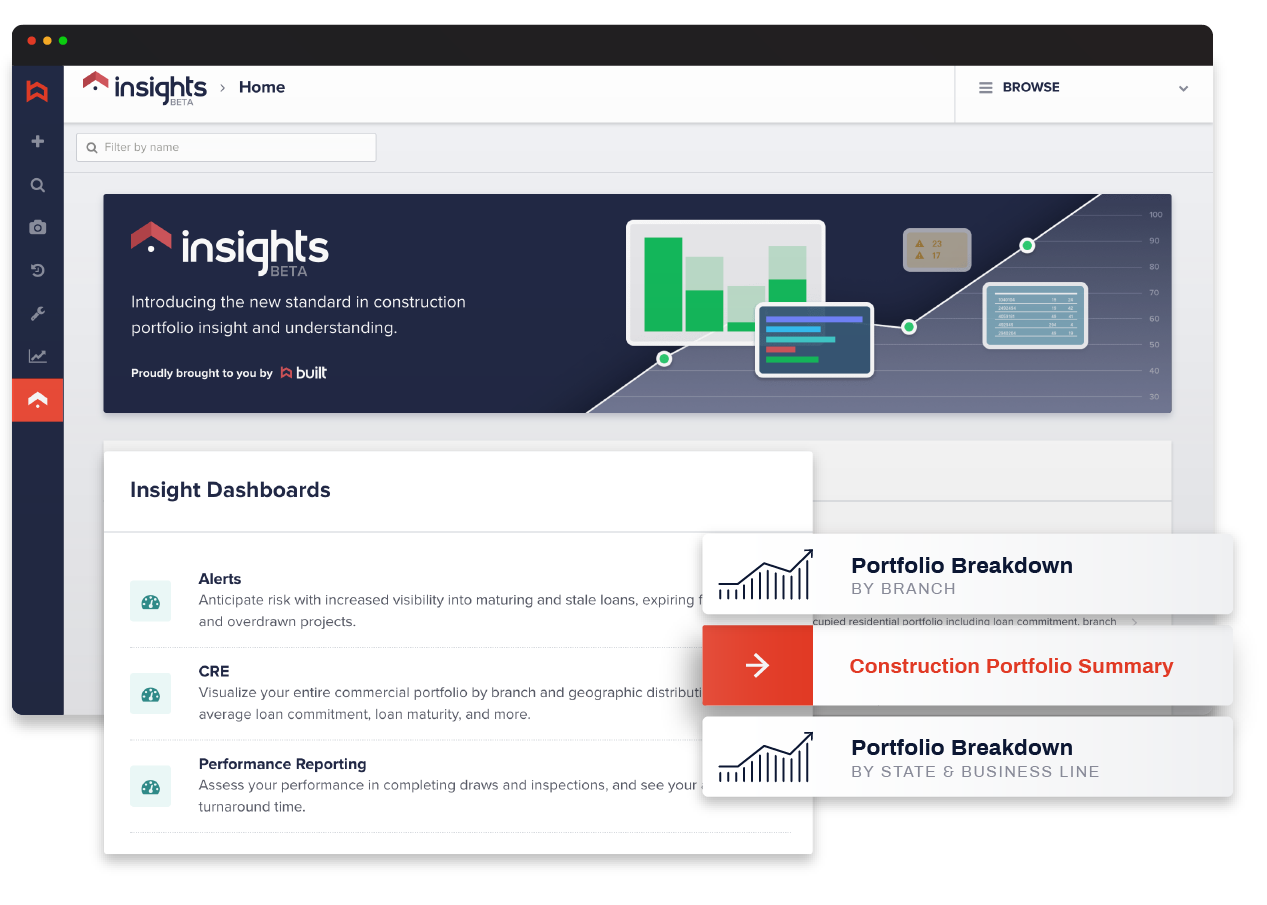 insights
BETA
Home
BROWSE
Filter by name
insights
BETA
Introducing the new standard in construction
portfolio insight and understanding.
Proudly brought to you by built
23
17
100
90
80
70
60
50
40
30
Insight Dashboards
Alerts
Anticipate risk with increased visibility into maturing and stale loans, expiring
and overdrawn projects.
CRE
Visualize your entire commercial portfolio by branch and geographic distributi
average loan commitment, loan maturity, and more.
Performance Reporting
Assess your performance in completing draws and inspections, and see your
turnaround time.
Portfolio Breakdown
BY BRANCH
cupied residential portfolio including loan commitment, branch
Construction Portfolio Summary
Portfolio Breakdown
BY STATE & BUSINESS LINE